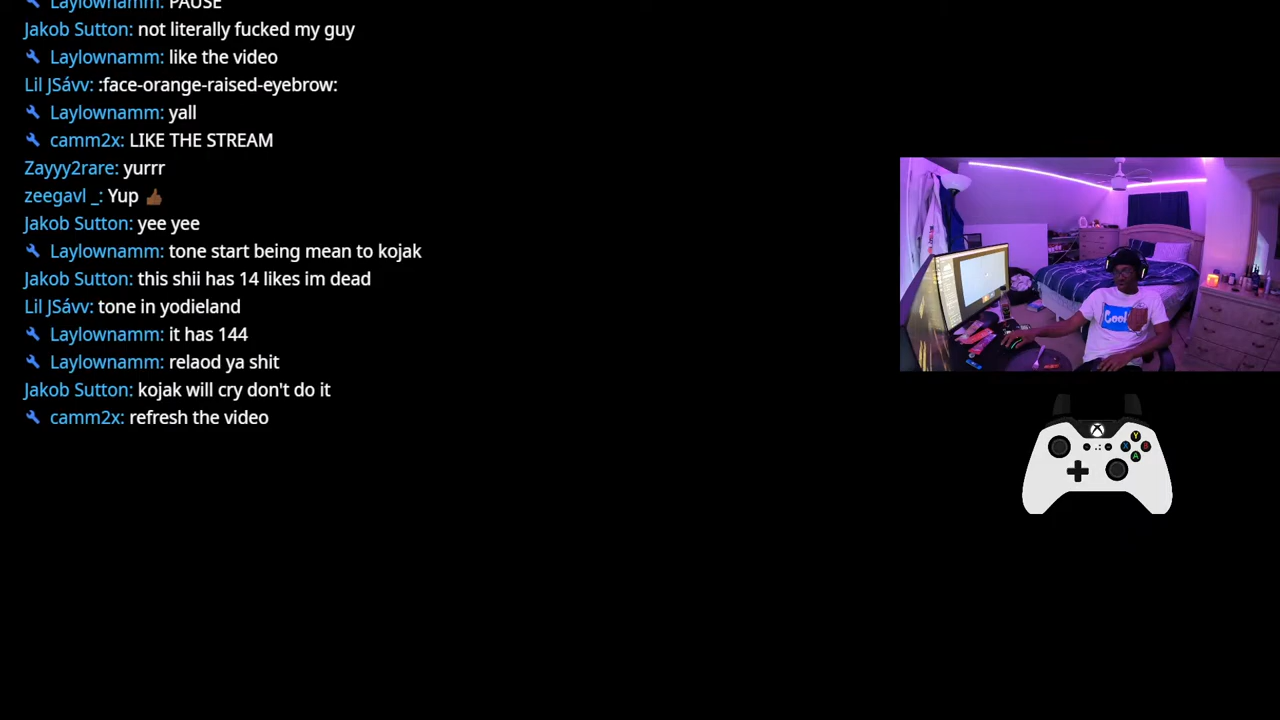 Laylownamm: PAUSE
Jakob Sutton: not literally fucked my guy
Laylownamm: like the video
Lil JSávv: :face-orange-raised-eyebrow:
Laylownamm: yall
camm2x: LIKE THE STREAM
Zayyy2rare: yurrr
zeegavl _: Yup 👍🏾
Jakob Sutton: yee yee
Laylownamm: tone start being mean to kojak
Jakob Sutton: this shii has 14 likes im dead
Lil JSávv: tone in yodieland
Laylownamm: it has 144
Laylownamm: relaod ya shit
Jakob Sutton: kojak will cry don't do it
camm2x: refresh the video
Cool
Y
X B
A